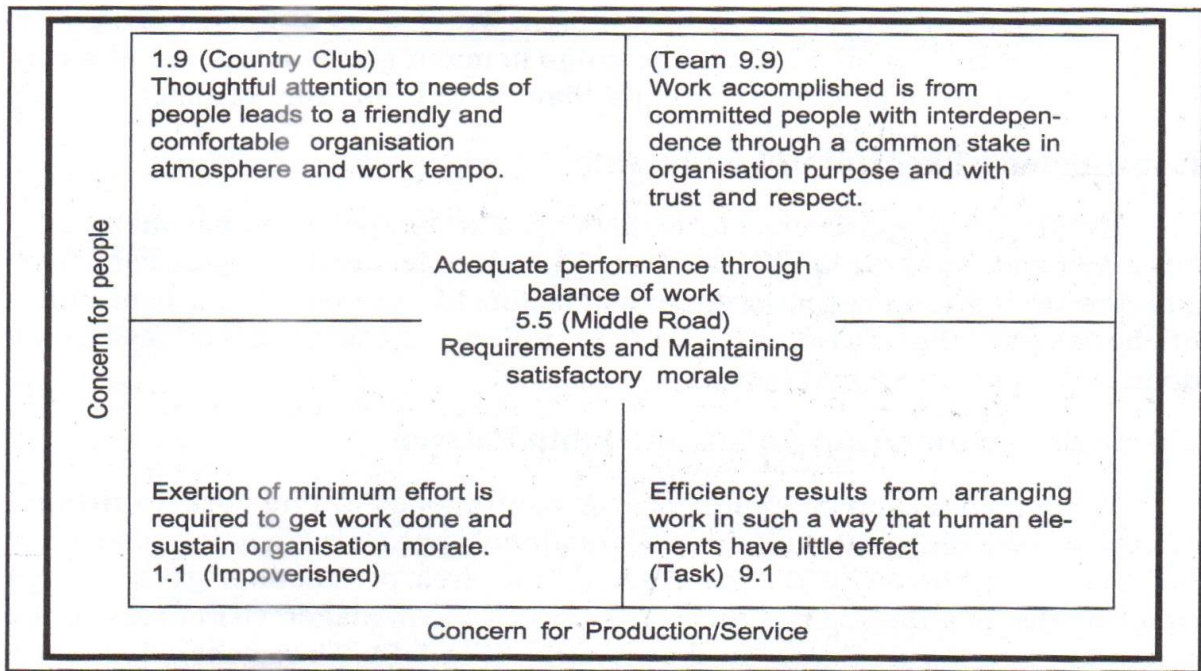 1.9 (Country Club)
Thoughtful attention to needs of
people leads to a friendly and
comfortable organisation
atmosphere and work tempo.
(Team 9.9)
Work accomplished is from
committed people with interdepen-
dence through a common stake in
organisation purpose and with
trust and respect.
Concern for people
Adequate performance through
balance of work
5.5 (Middle Road)
Requirements and Maintaining
satisfactory morale
Exertion of minimum effort is
required to get work done and
sustain organisation morale.
1.1 (Impoverished)
Efficiency results from arranging
work in such a way that human ele-
ments have little effect
(Task) 9.1
Concern for Production/Service